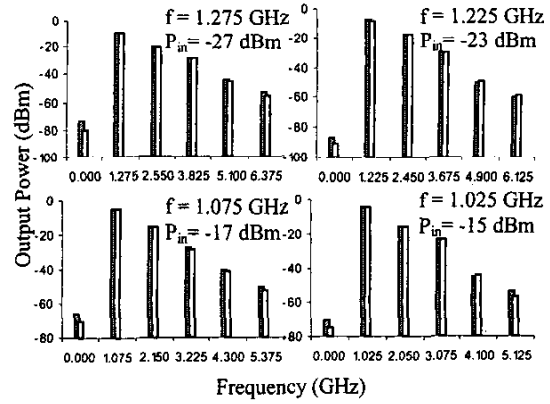 f = 1.275 GHz
P_in = -27 dBm
0
-20
-40
-60
-80
-100
0.000 1.275 2.550 3.825 5.100 6.375
f = 1.225 GHz
P_in = -23 dBm
0
-20
-40
-60
-80
-100
0.000 1.225 2.450 3.675 4.900 6.125
f = 1.075 GHz
P_in = -17 dBm
0
-20
-40
-60
-80
0.000 1.075 2.150 3.225 4.300 5.375
f = 1.025 GHz
P_in = -15 dBm
0
-20
-40
-60
-80
0.000 1.025 2.050 3.075 4.100 5.125
Output Power (dBm)
Frequency (GHz)